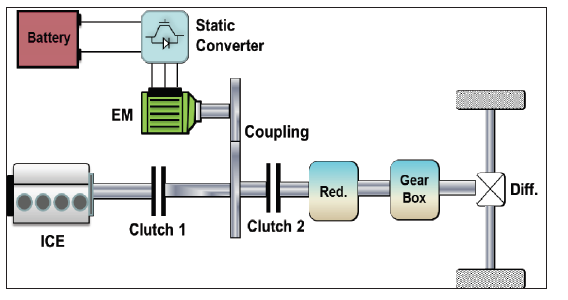 Battery
Static
Converter
EM
Coupling
Red.
Gear
Box
Diff.
Clutch 1
Clutch 2
ICE